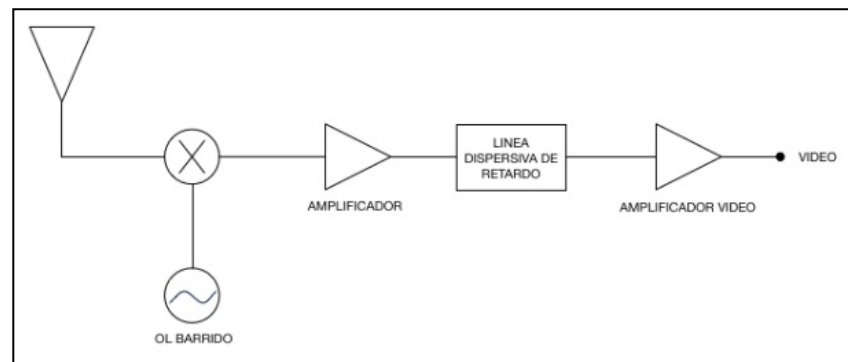 LINEA
DISPERSIVA DE
RETARDO
VIDEO
AMPLIFICADOR
AMPLIFICADOR VIDEO
OL BARRIDO